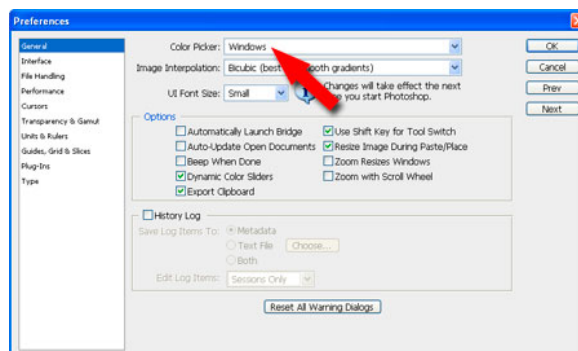 Preferences
General
Interface
File Handling
Performance
Cursors
Transparency & Gamut
Units & Rulers
Guides, Grid & Slices
Plug-Ins
Type
Color Picker: Windows
Image Interpolation: Bicubic (best ooth gradients)
UI Font Size: Small
Changes will take effect the next
you start Photoshop.
Options
Automatically Launch Bridge
Auto-Update Open Documents
Beep When Done
Dynamic Color Sliders
Export Clipboard
Use Shift Key for Tool Switch
Resize Image During Paste/Place
Zoom Resizes Windows
Zoom with Scroll Wheel
History Log
Save Log Items To: Metadata
Text File Choose...
Both
Edit Log Items: Sessions Only
Reset All Warning Dialogs
OK
Cancel
Prev
Next